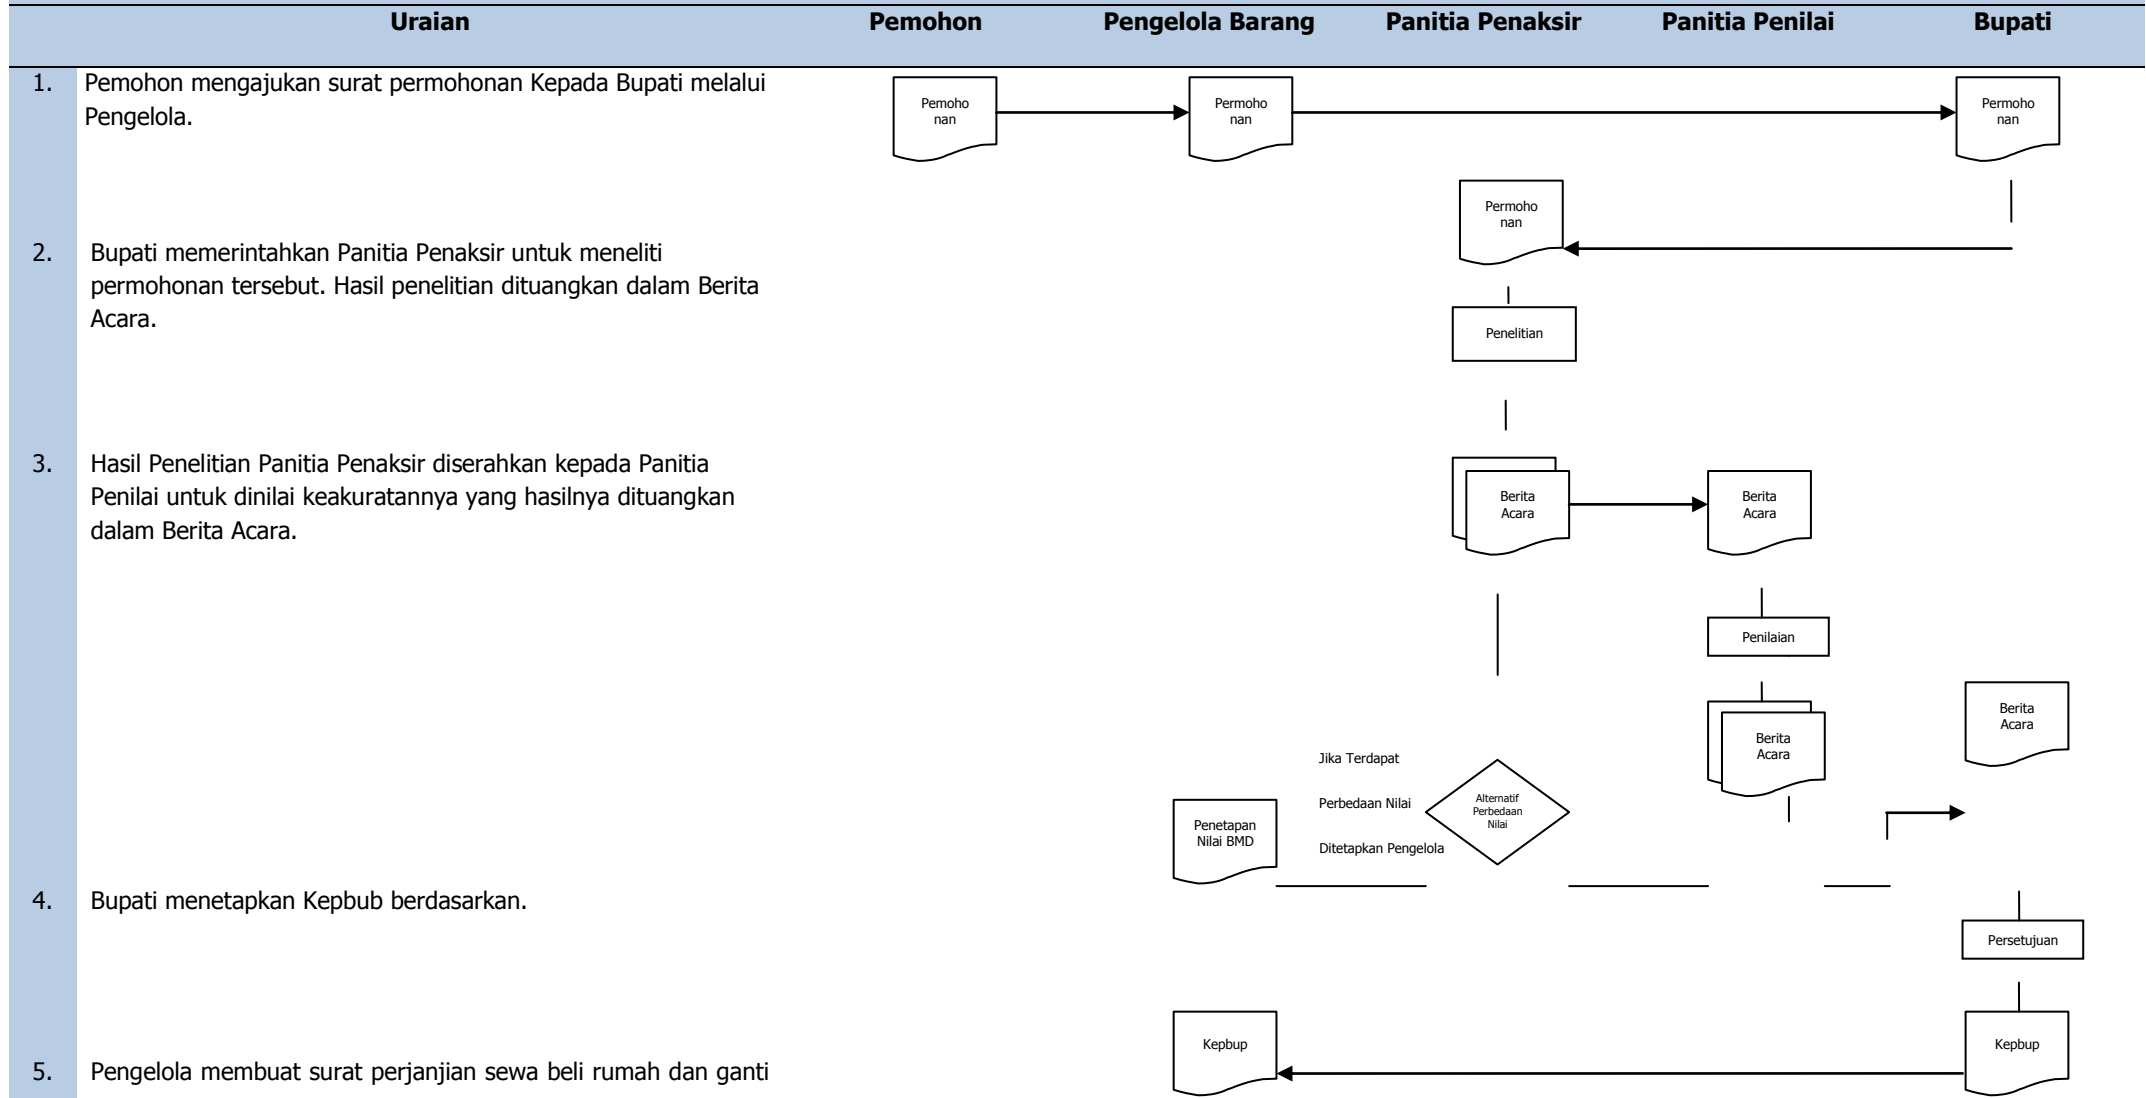 Uraian Pemohon Pengelola Barang Panitia Penaksir Panitia Penilai Bupati
1. Pemohon mengajukan surat permohonan Kepada Bupati melalui
Pengelola.
Pemoho
nan
Permoho
nan
Permoho
nan
Permoho
nan
2. Bupati memerintahkan Panitia Penaksir untuk meneliti
permohonan tersebut. Hasil penelitian dituangkan dalam Berita
Acara.
Penelitian
3. Hasil Penelitian Panitia Penaksir diserahkan kepada Panitia
Penilai untuk dinilai keakuratannya yang hasilnya dituangkan
dalam Berita Acara.
Berita
Acara
Berita
Acara
Penilaian
Berita
Acara
Berita
Acara
Jika Terdapat
Perbedaan Nilai
Ditetapkan Pengelola
Alternatif
Perbedaan
Nilai
Penetapan
Nilai BMD
4. Bupati menetapkan Kepbub berdasarkan.
Persetujuan
Kepbup
Kepbup
5. Pengelola membuat surat perjanjian sewa beli rumah dan ganti